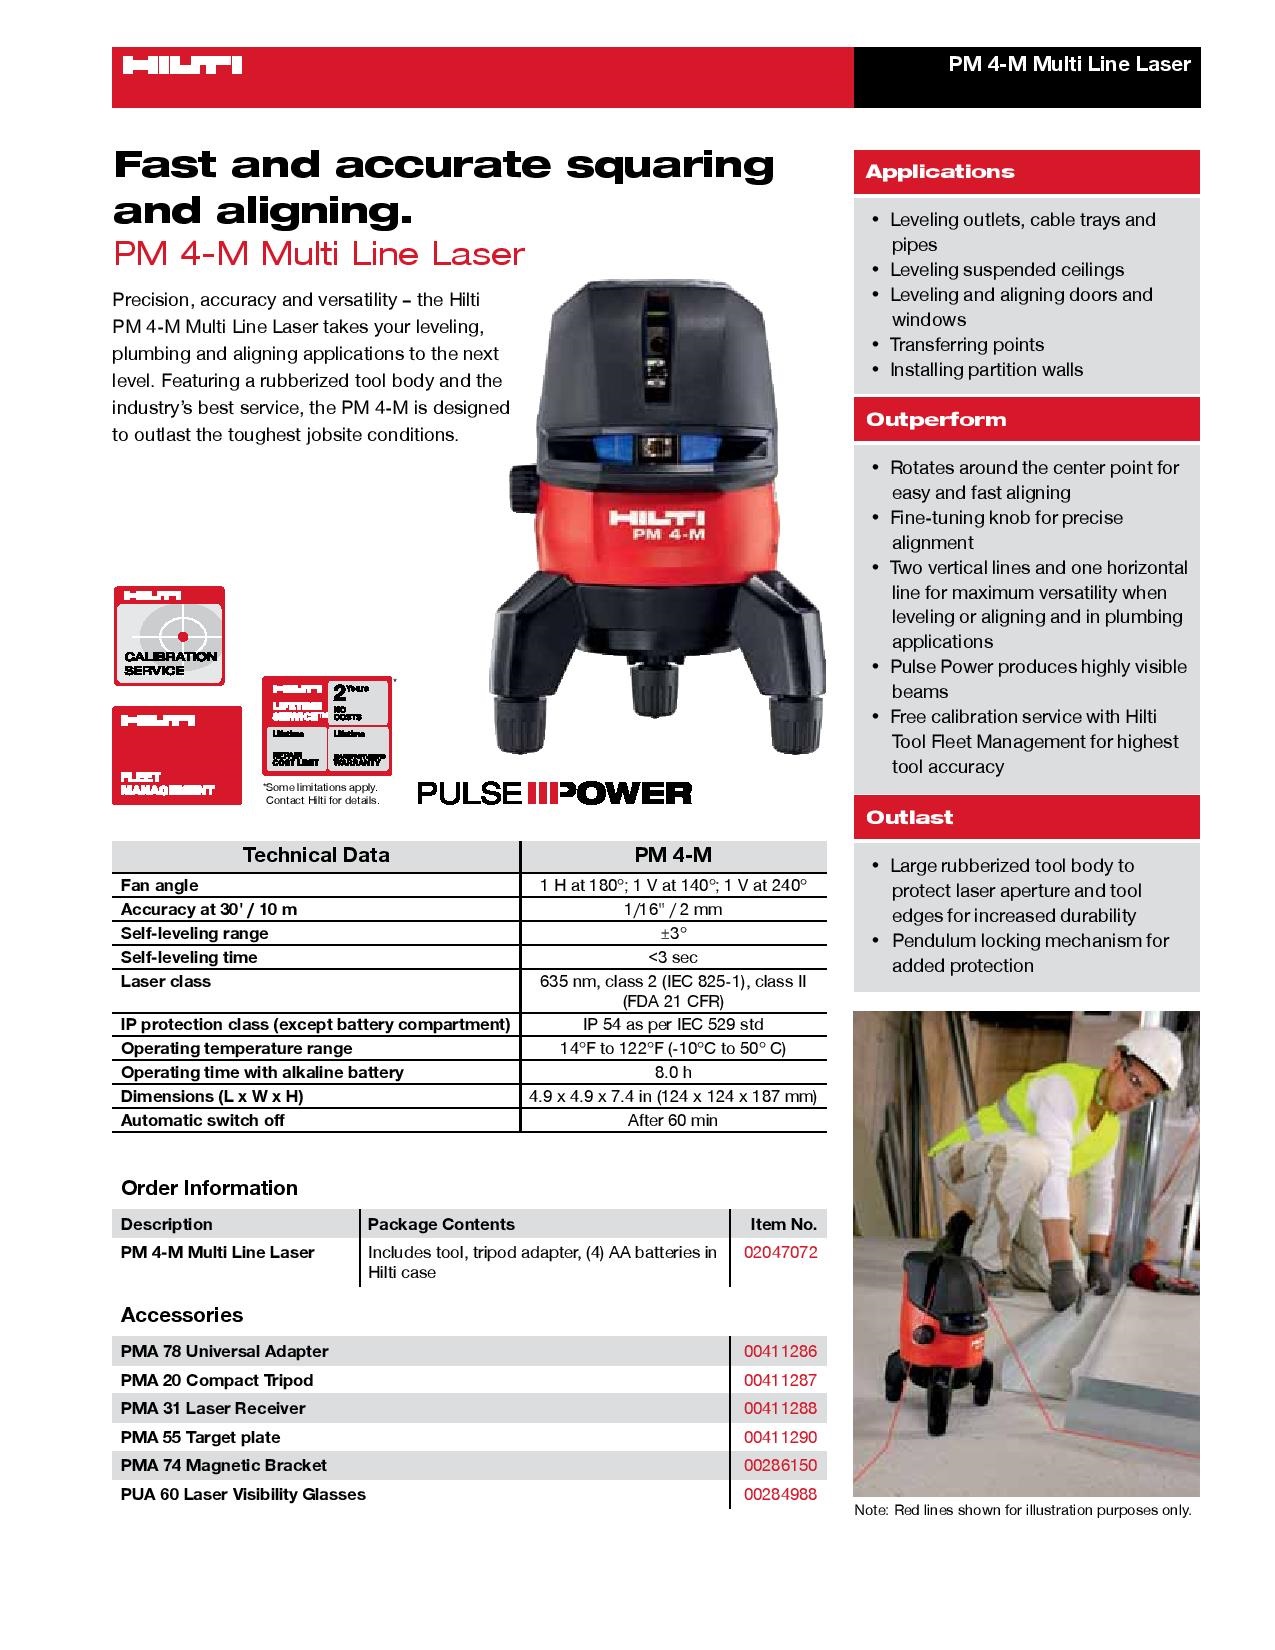 HILTI
PM 4-M Multi Line Laser
Fast and accurate squaring
and aligning.
PM 4-M Multi Line Laser
Precision, accuracy and versatility – the Hilti
PM 4-M Multi Line Laser takes your leveling,
plumbing and aligning applications to the next
level. Featuring a rubberized tool body and the
industry's best service, the PM 4-M is designed
to outlast the toughest jobsite conditions.
HILTI
PM 4-M
HILTI
CALIBRATION
SERVICE
HILTI
FLEET
MANAGEMENT
HILTI
LIFETIME
SERVICE™
2 Years
NO
COSTS
Lifetime
REPAIR
COST LIMIT
Lifetime
MANUFACTURER'S
WARRANTY
*
*Some limitations apply.
Contact Hilti for details.
PULSE POWER
Technical Data PM 4-M
Fan angle 1 H at 180°; 1 V at 140°; 1 V at 240°
Accuracy at 30' / 10 m 1/16" / 2 mm
Self-leveling range ±3°
Self-leveling time <3 sec
Laser class 635 nm, class 2 (IEC 825-1), class II
(FDA 21 CFR)
IP protection class (except battery compartment) IP 54 as per IEC 529 std
Operating temperature range 14°F to 122°F (-10°C to 50° C)
Operating time with alkaline battery 8.0 h
Dimensions (L x W x H) 4.9 x 4.9 x 7.4 in (124 x 124 x 187 mm)
Automatic switch off After 60 min
Order Information
Description Package Contents Item No.
PM 4-M Multi Line Laser Includes tool, tripod adapter, (4) AA batteries in 02047072
Hilti case
Accessories
PMA 78 Universal Adapter 00411286
PMA 20 Compact Tripod 00411287
PMA 31 Laser Receiver 00411288
PMA 55 Target plate 00411290
PMA 74 Magnetic Bracket 00286150
PUA 60 Laser Visibility Glasses 00284988
Applications
• Leveling outlets, cable trays and
pipes
• Leveling suspended ceilings
• Leveling and aligning doors and
windows
• Transferring points
• Installing partition walls
Outperform
• Rotates around the center point for
easy and fast aligning
• Fine-tuning knob for precise
alignment
• Two vertical lines and one horizontal
line for maximum versatility when
leveling or aligning and in plumbing
applications
• Pulse Power produces highly visible
beams
• Free calibration service with Hilti
Tool Fleet Management for highest
tool accuracy
Outlast
• Large rubberized tool body to
protect laser aperture and tool
edges for increased durability
• Pendulum locking mechanism for
added protection
HILTI
Note: Red lines shown for illustration purposes only.